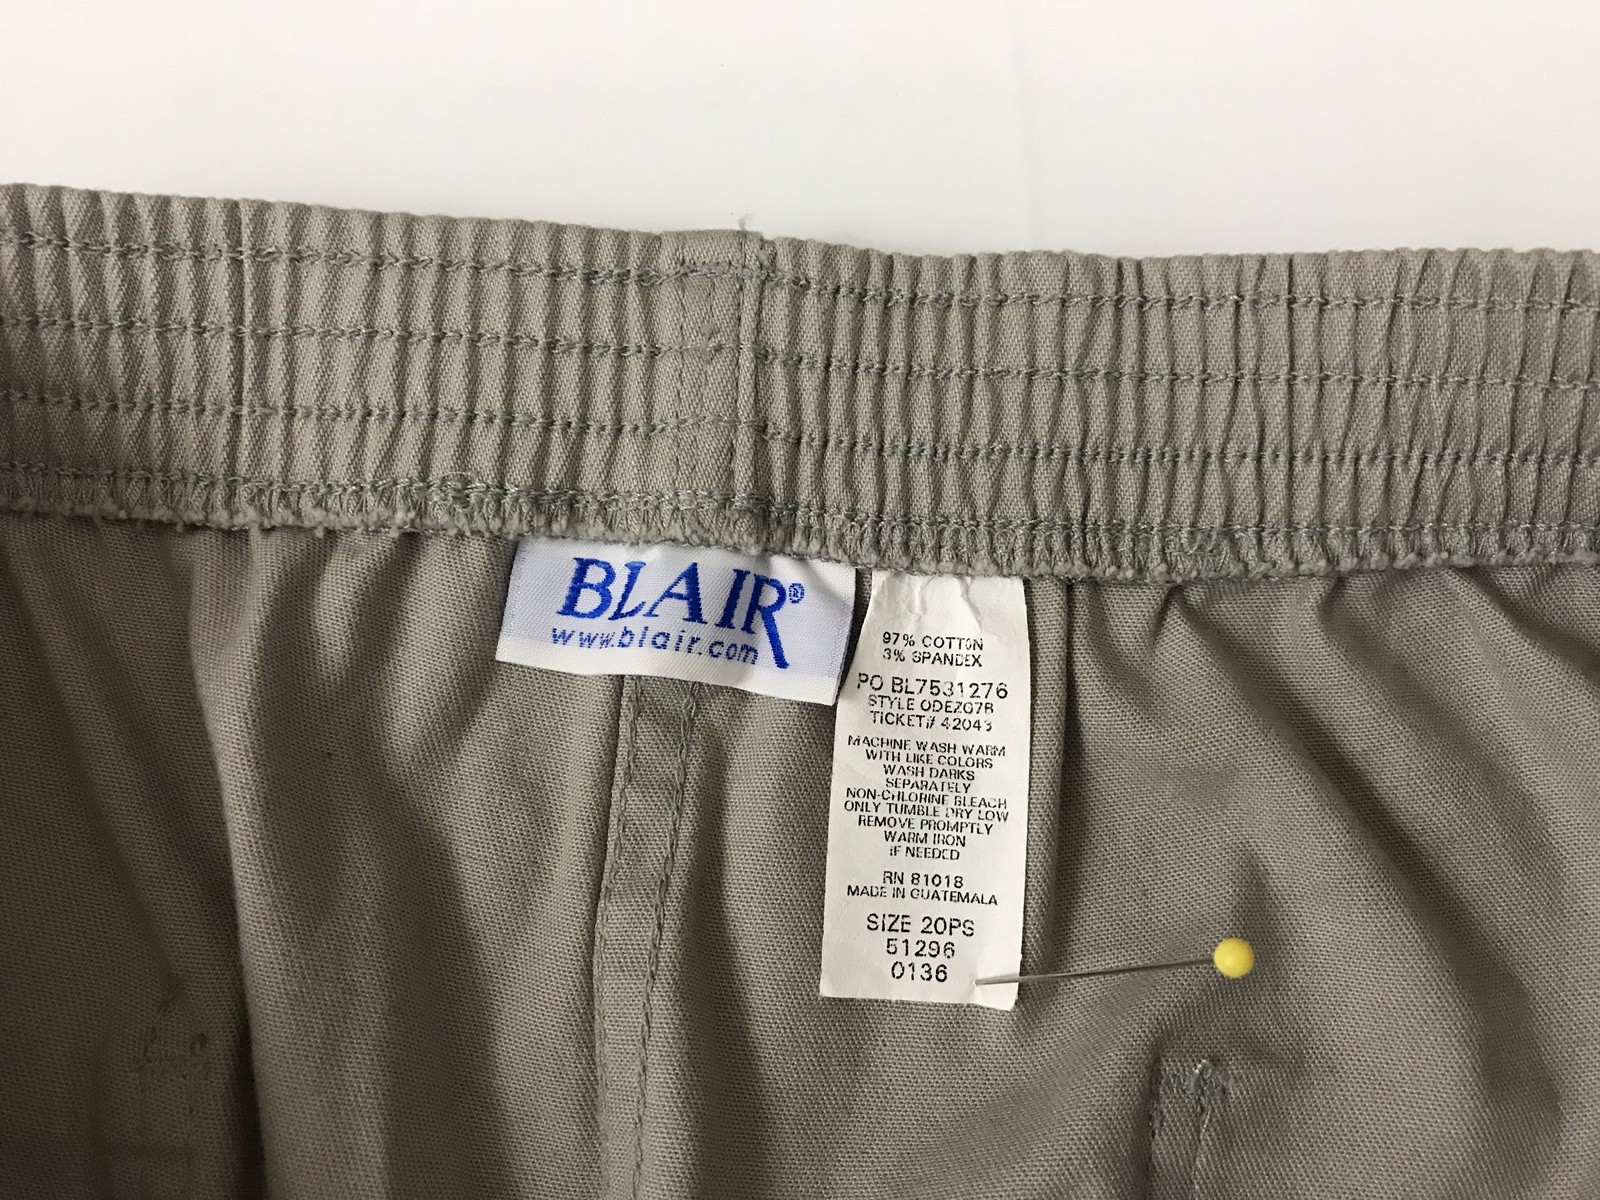 BLAIR®
www.blair.com
97% COTTON
3% SPANDEX
PO BL7531276
STYLE ODEZ07B
TICKET# 42043
MACHINE WASH WARM
WITH LIKE COLORS
WASH DARKS
SEPARATELY
NON-CHLORINE BLEACH
ONLY TUMBLE DRY LOW
REMOVE PROMPTLY
WARM IRON
IF NEEDED
RN 81018
MADE IN GUATEMALA
SIZE 20PS
51296
0136